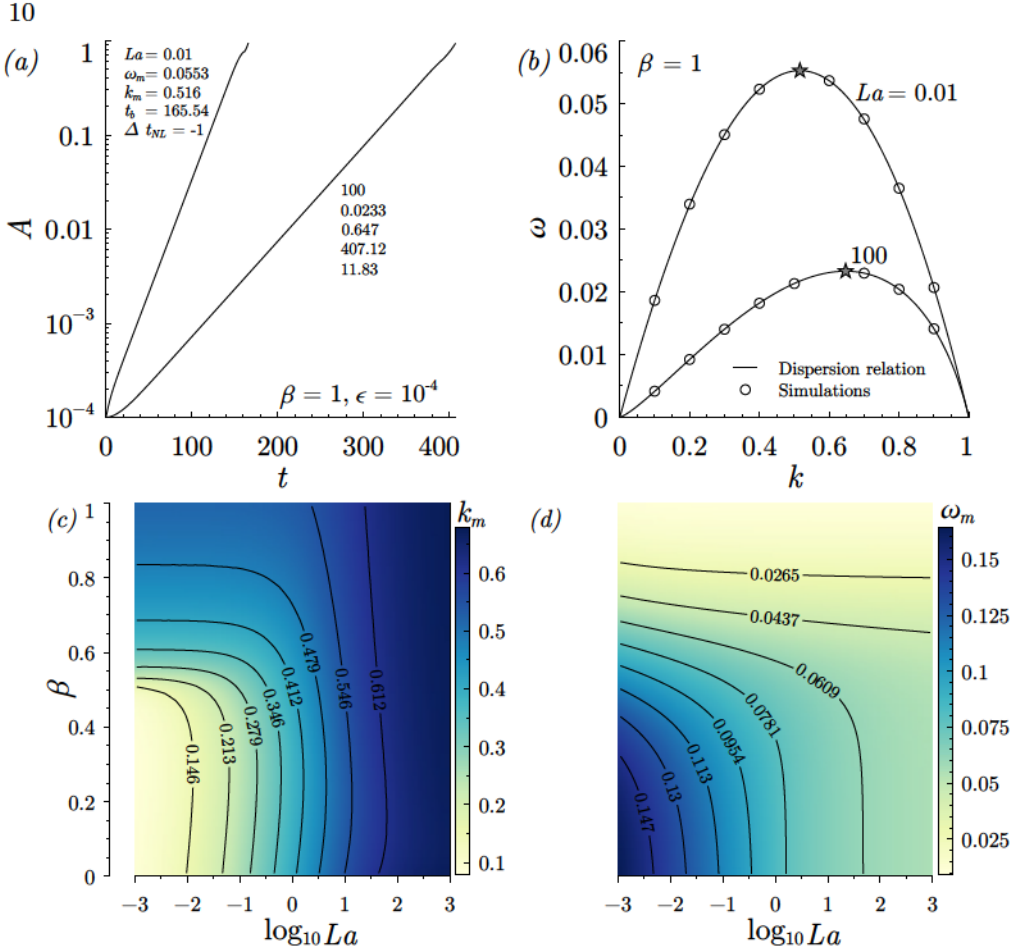 10
(a)
La = 0.01
ω_m = 0.0553
k_m = 0.516
t_b = 165.54
Δ t_NL = -1
100
0.0233
0.647
407.12
11.83
β = 1, ϵ = 10⁻⁴
A
1
0.1
0.01
10⁻³
10⁻⁴
0 100 200 300 400
t
(b)
β = 1
La = 0.01
100
Dispersion relation
Simulations
ω
0.06
0.05
0.04
0.03
0.02
0.01
0
0 0.2 0.4 0.6 0.8 1
k
(c)
β
1
0.8
0.6
0.4
0.2
0
0.146
0.213
0.279
0.346
0.412
0.479
0.546
0.612
−3 −2 −1 0 1 2 3
log₁₀ La
k_m
0.6
0.5
0.4
0.3
0.2
0.1
(d)
0.0265
0.0437
0.0609
0.0781
0.0954
0.113
0.13
0.147
−3 −2 −1 0 1 2 3
log₁₀ La
ω_m
0.15
0.125
0.1
0.075
0.05
0.025